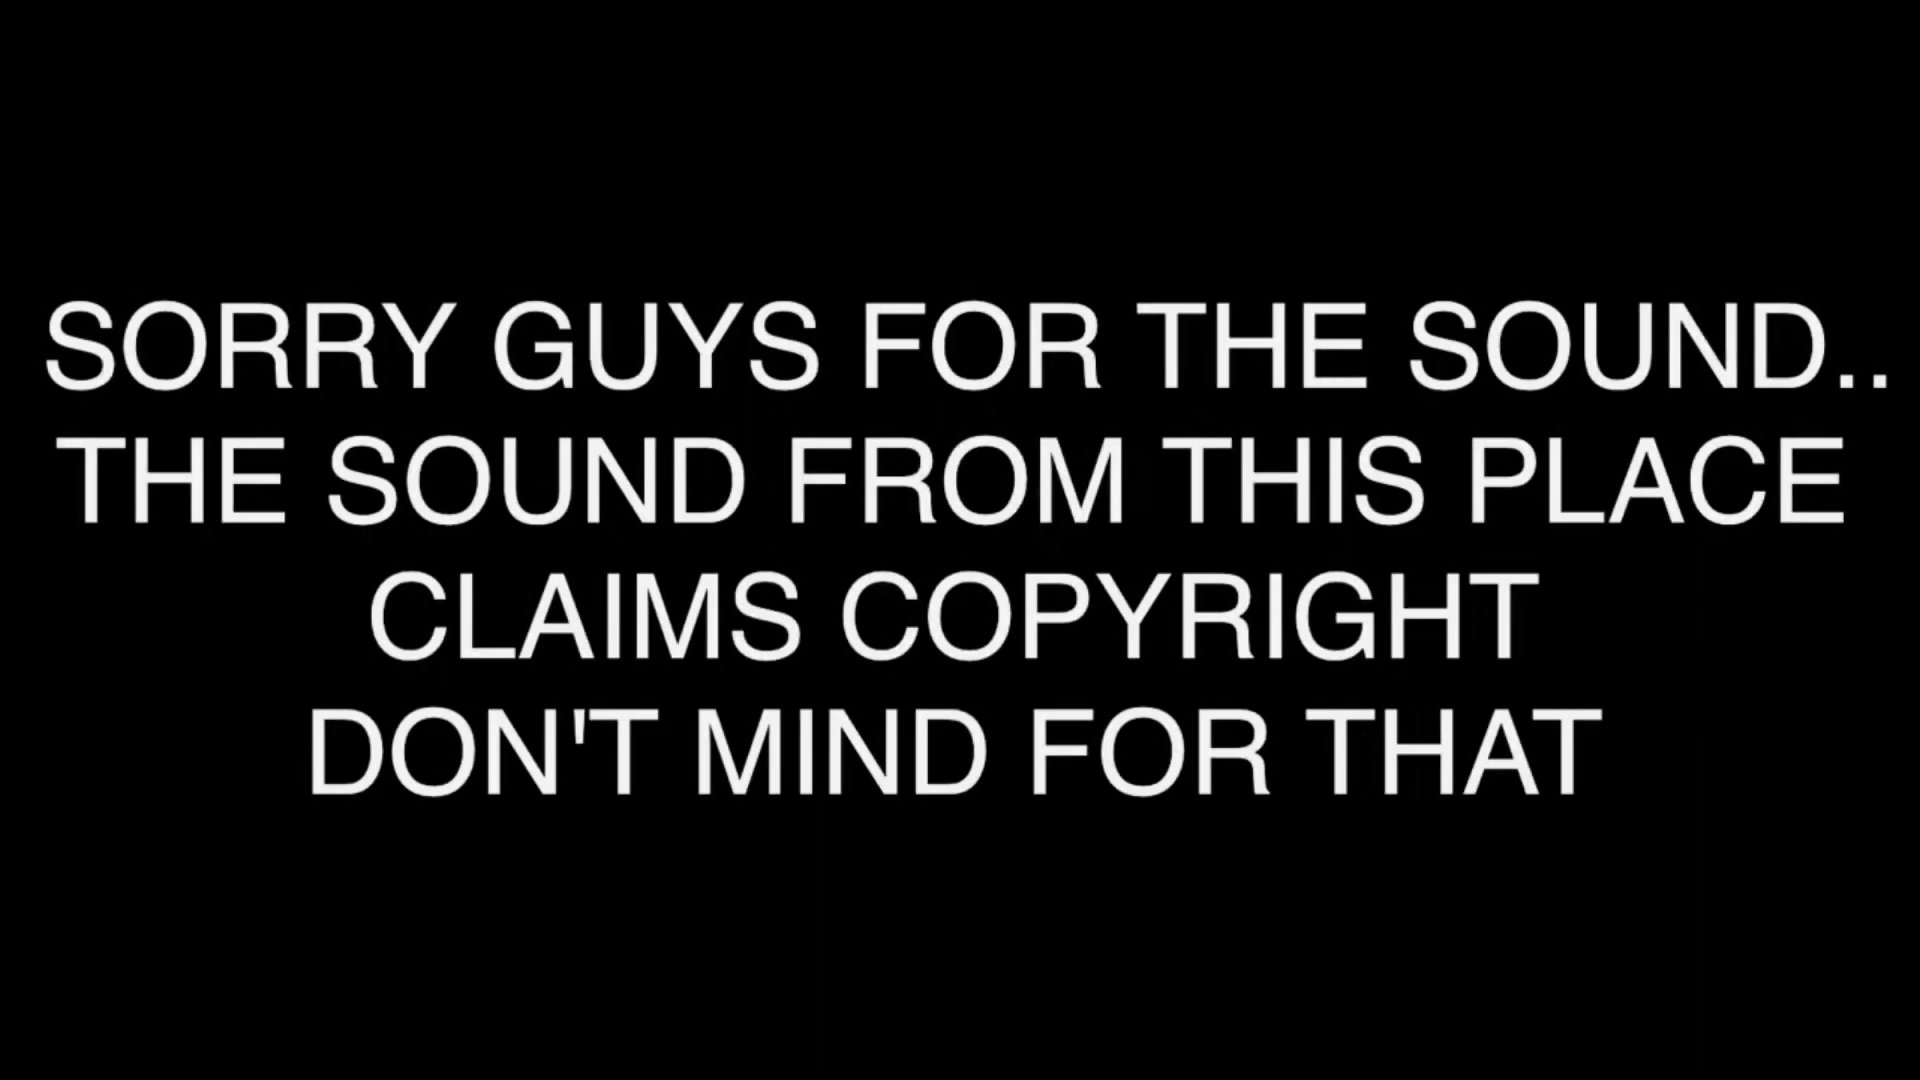 SORRY GUYS FOR THE SOUND..
THE SOUND FROM THIS PLACE
CLAIMS COPYRIGHT
DON'T MIND FOR THAT